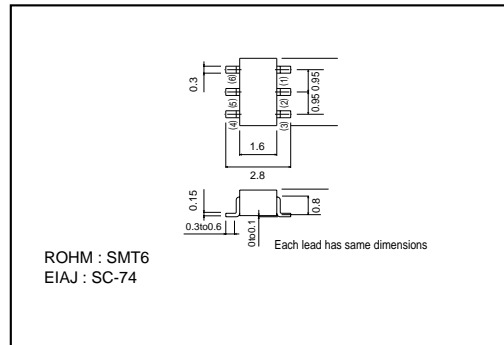 0.3
(6)
(5)
(4)
(1)
(2)
(3)
0.95 0.95
1.6
2.8
0.15
0.3to0.6
0to0.1
0.8
Each lead has same dimensions
ROHM : SMT6
EIAJ : SC-74